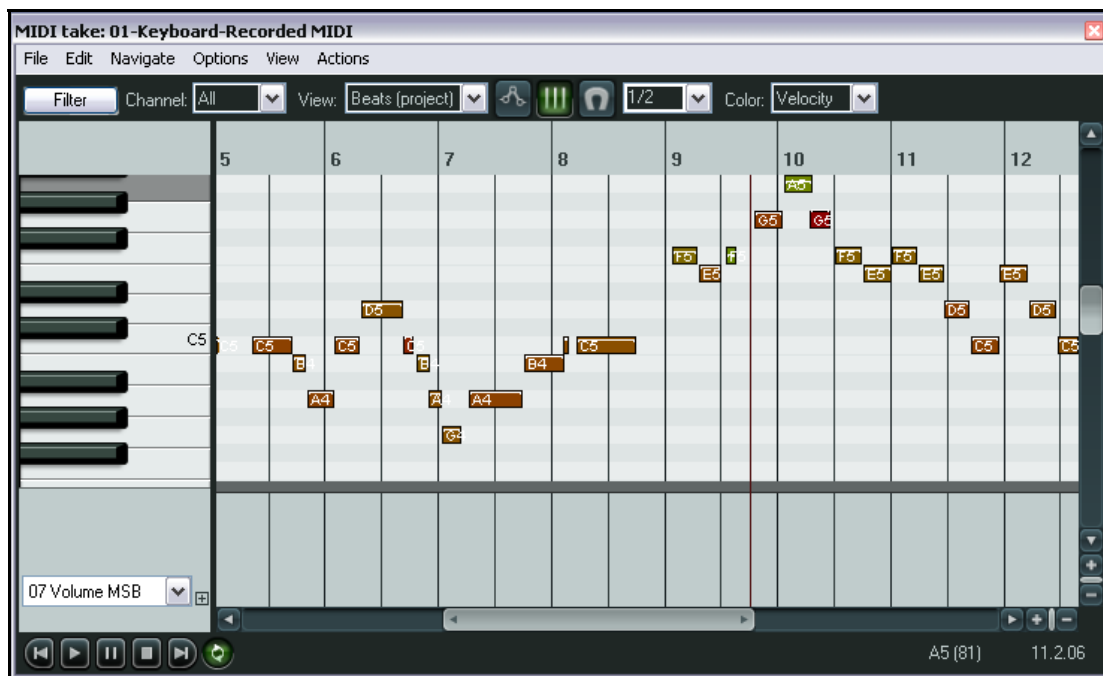 MIDI take: 01-Keyboard-Recorded MIDI
File Edit Navigate Options View Actions
Filter Channel: All View: Beats (project) 1/2 Color: Velocity
5 6 7 8 9 10 11 12
A5
G5 G5
F5 F5 F5 F5
E5 E5 E5 E5
D5 D5 D5
C5 C5 C5 C5 C5 C5 C5 C5
B4 B4 B4
A4 A4 A4
G4
07 Volume MSB
A5 (81) 11.2.06